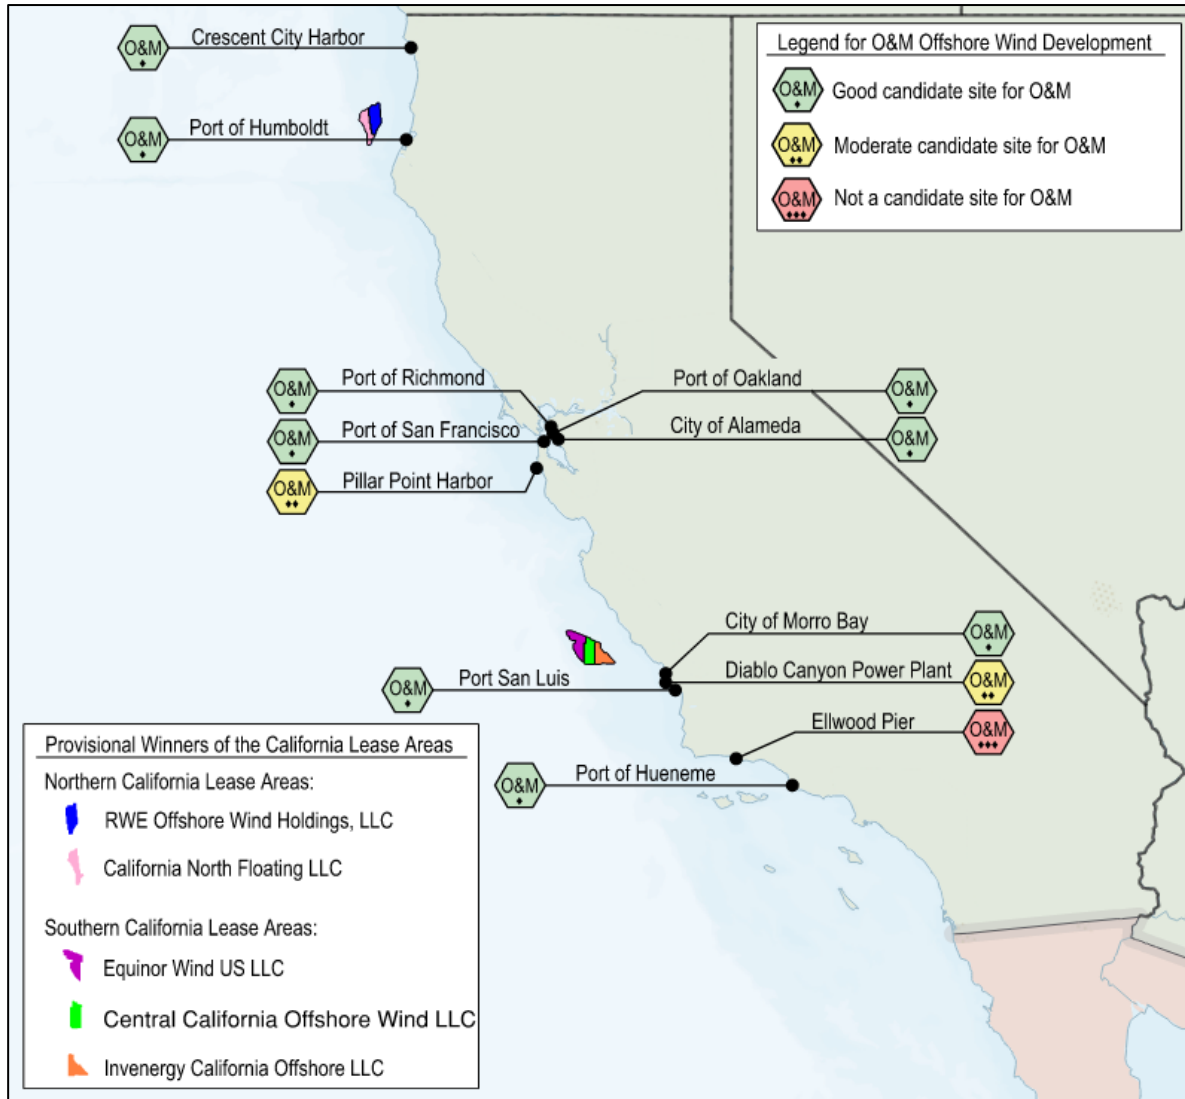 Crescent City Harbor
O&M
Port of Humboldt
O&M
Legend for O&M Offshore Wind Development
O&M
Good candidate site for O&M
O&M
Moderate candidate site for O&M
O&M
Not a candidate site for O&M
O&M
Port of Richmond
Port of Oakland
O&M
O&M
Port of San Francisco
City of Alameda
O&M
O&M
Pillar Point Harbor
City of Morro Bay
O&M
O&M
Port San Luis
Diablo Canyon Power Plant
O&M
Ellwood Pier
O&M
O&M
Port of Hueneme
Provisional Winners of the California Lease Areas
Northern California Lease Areas:
RWE Offshore Wind Holdings, LLC
California North Floating LLC
Southern California Lease Areas:
Equinor Wind US LLC
Central California Offshore Wind LLC
Invenergy California Offshore LLC